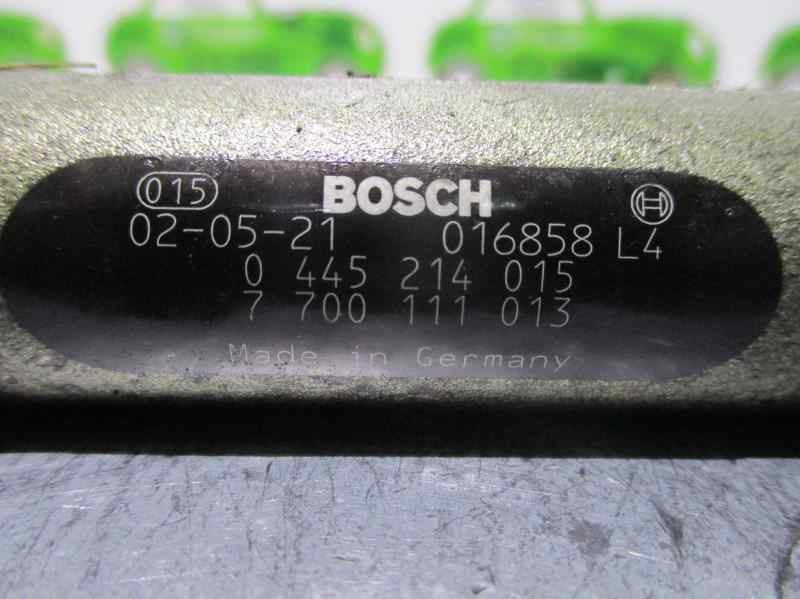 015 BOSCH
02-05-21 016858 L4
0 445 214 015
7 700 111 013
Made in Germany